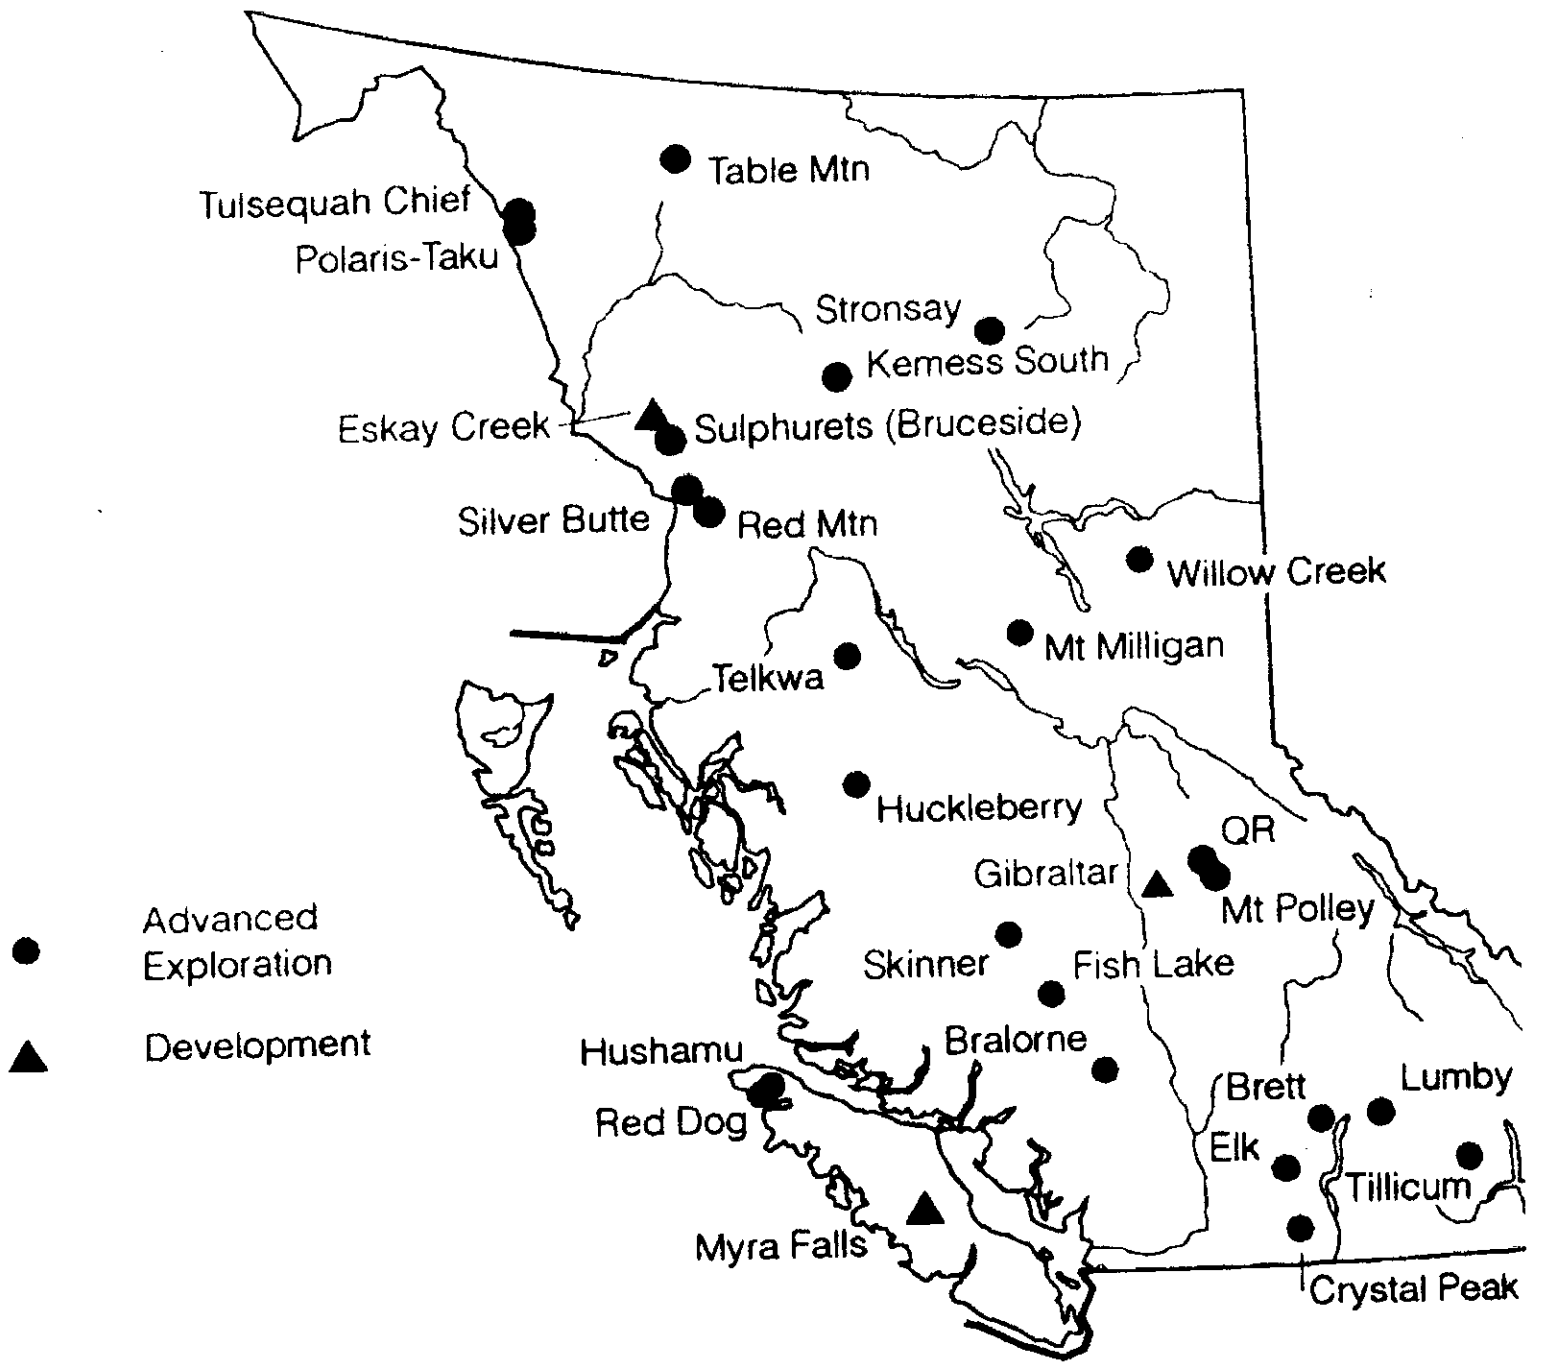 Table Mtn
Tulsequah Chief
Polaris-Taku
Stronsay
Kemess South
Eskay Creek
Sulphurets (Bruceside)
Silver Butte
Red Mtn
Willow Creek
Mt Milligan
Telkwa
Huckleberry
QR
Gibraltar
Mt Polley
Advanced
Exploration
Skinner
Fish Lake
Development
Bralorne
Hushamu
Brett
Lumby
Red Dog
Elk
Tillicum
Myra Falls
Crystal Peak